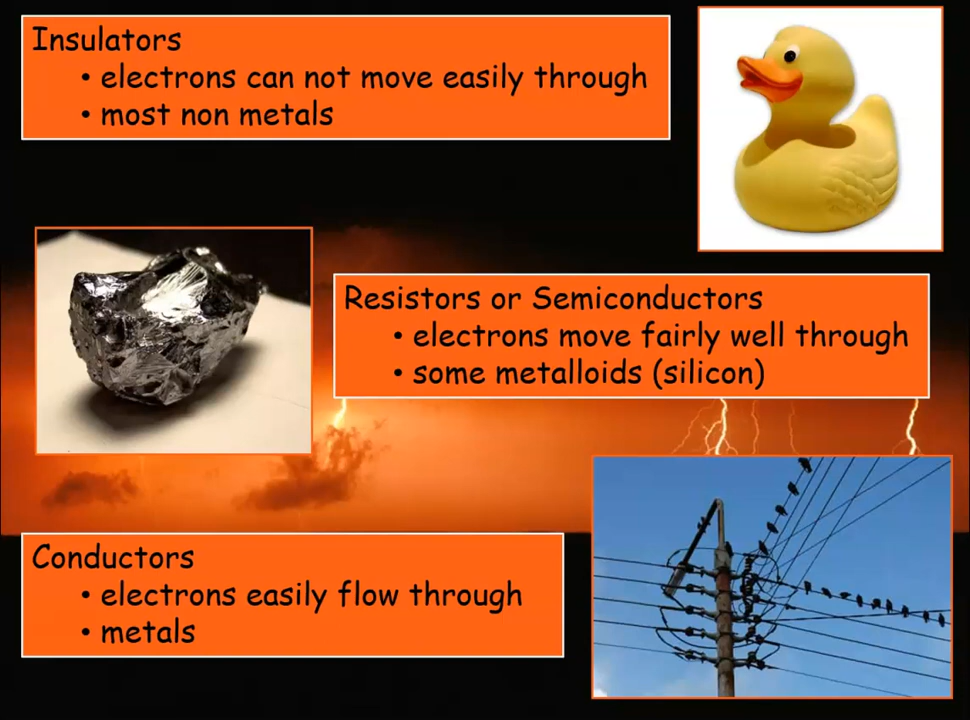 Insulators
• electrons can not move easily through
• most non metals
Resistors or Semiconductors
• electrons move fairly well through
• some metalloids (silicon)
Conductors
• electrons easily flow through
• metals